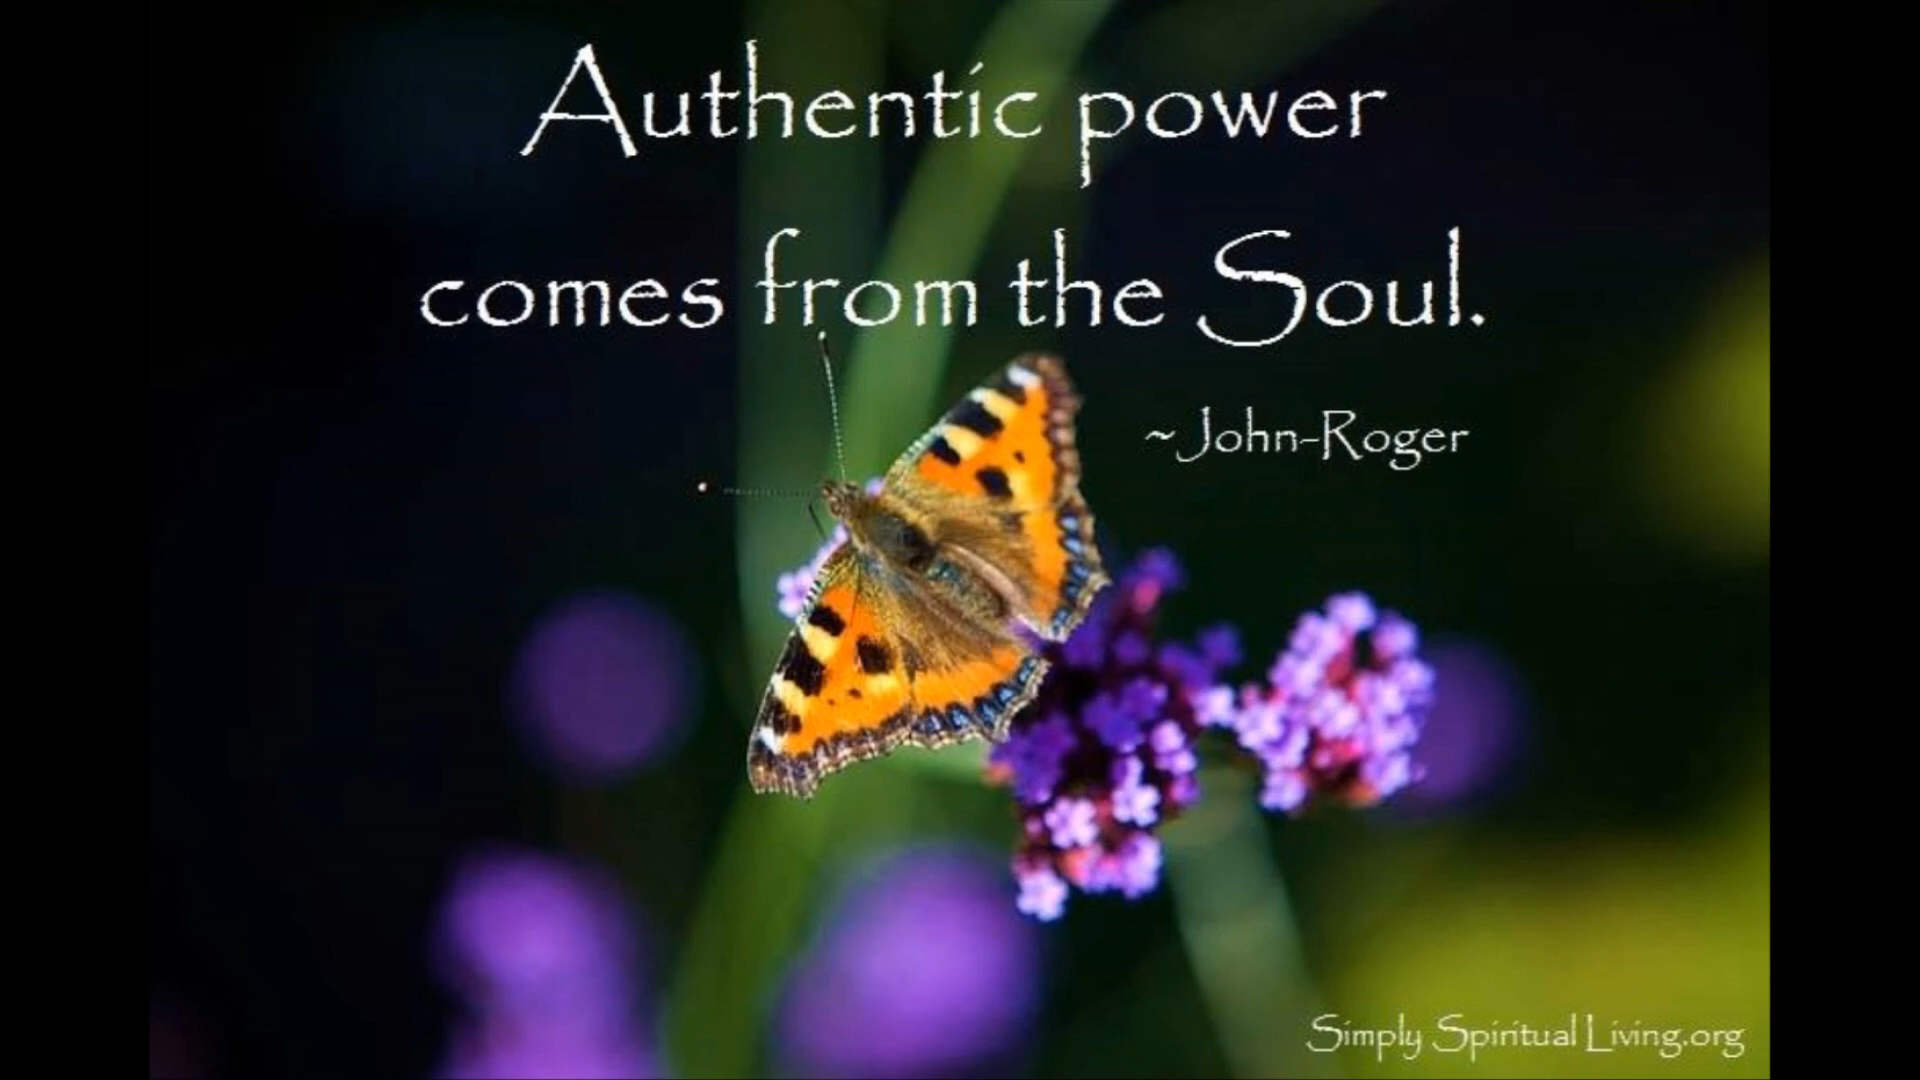 Authentic power
comes from the Soul.
~John-Roger
Simply Spiritual Living.org